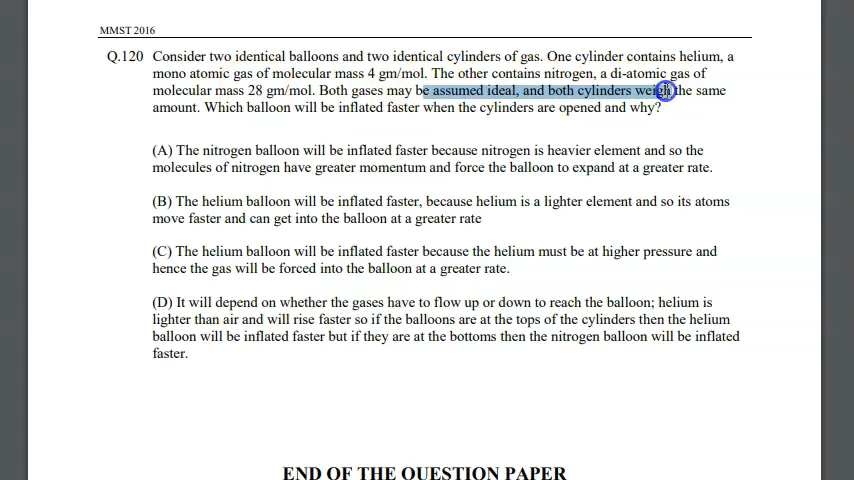 MMST 2016
Q.120 Consider two identical balloons and two identical cylinders of gas. One cylinder contains helium, a
mono atomic gas of molecular mass 4 gm/mol. The other contains nitrogen, a di-atomic gas of
molecular mass 28 gm/mol. Both gases may be assumed ideal, and both cylinders weigh the same
amount. Which balloon will be inflated faster when the cylinders are opened and why?
(A) The nitrogen balloon will be inflated faster because nitrogen is heavier element and so the
molecules of nitrogen have greater momentum and force the balloon to expand at a greater rate.
(B) The helium balloon will be inflated faster, because helium is a lighter element and so its atoms
move faster and can get into the balloon at a greater rate
(C) The helium balloon will be inflated faster because the helium must be at higher pressure and
hence the gas will be forced into the balloon at a greater rate.
(D) It will depend on whether the gases have to flow up or down to reach the balloon; helium is
lighter than air and will rise faster so if the balloons are at the tops of the cylinders then the helium
balloon will be inflated faster but if they are at the bottoms then the nitrogen balloon will be inflated
faster.
END OF THE QUESTION PAPER